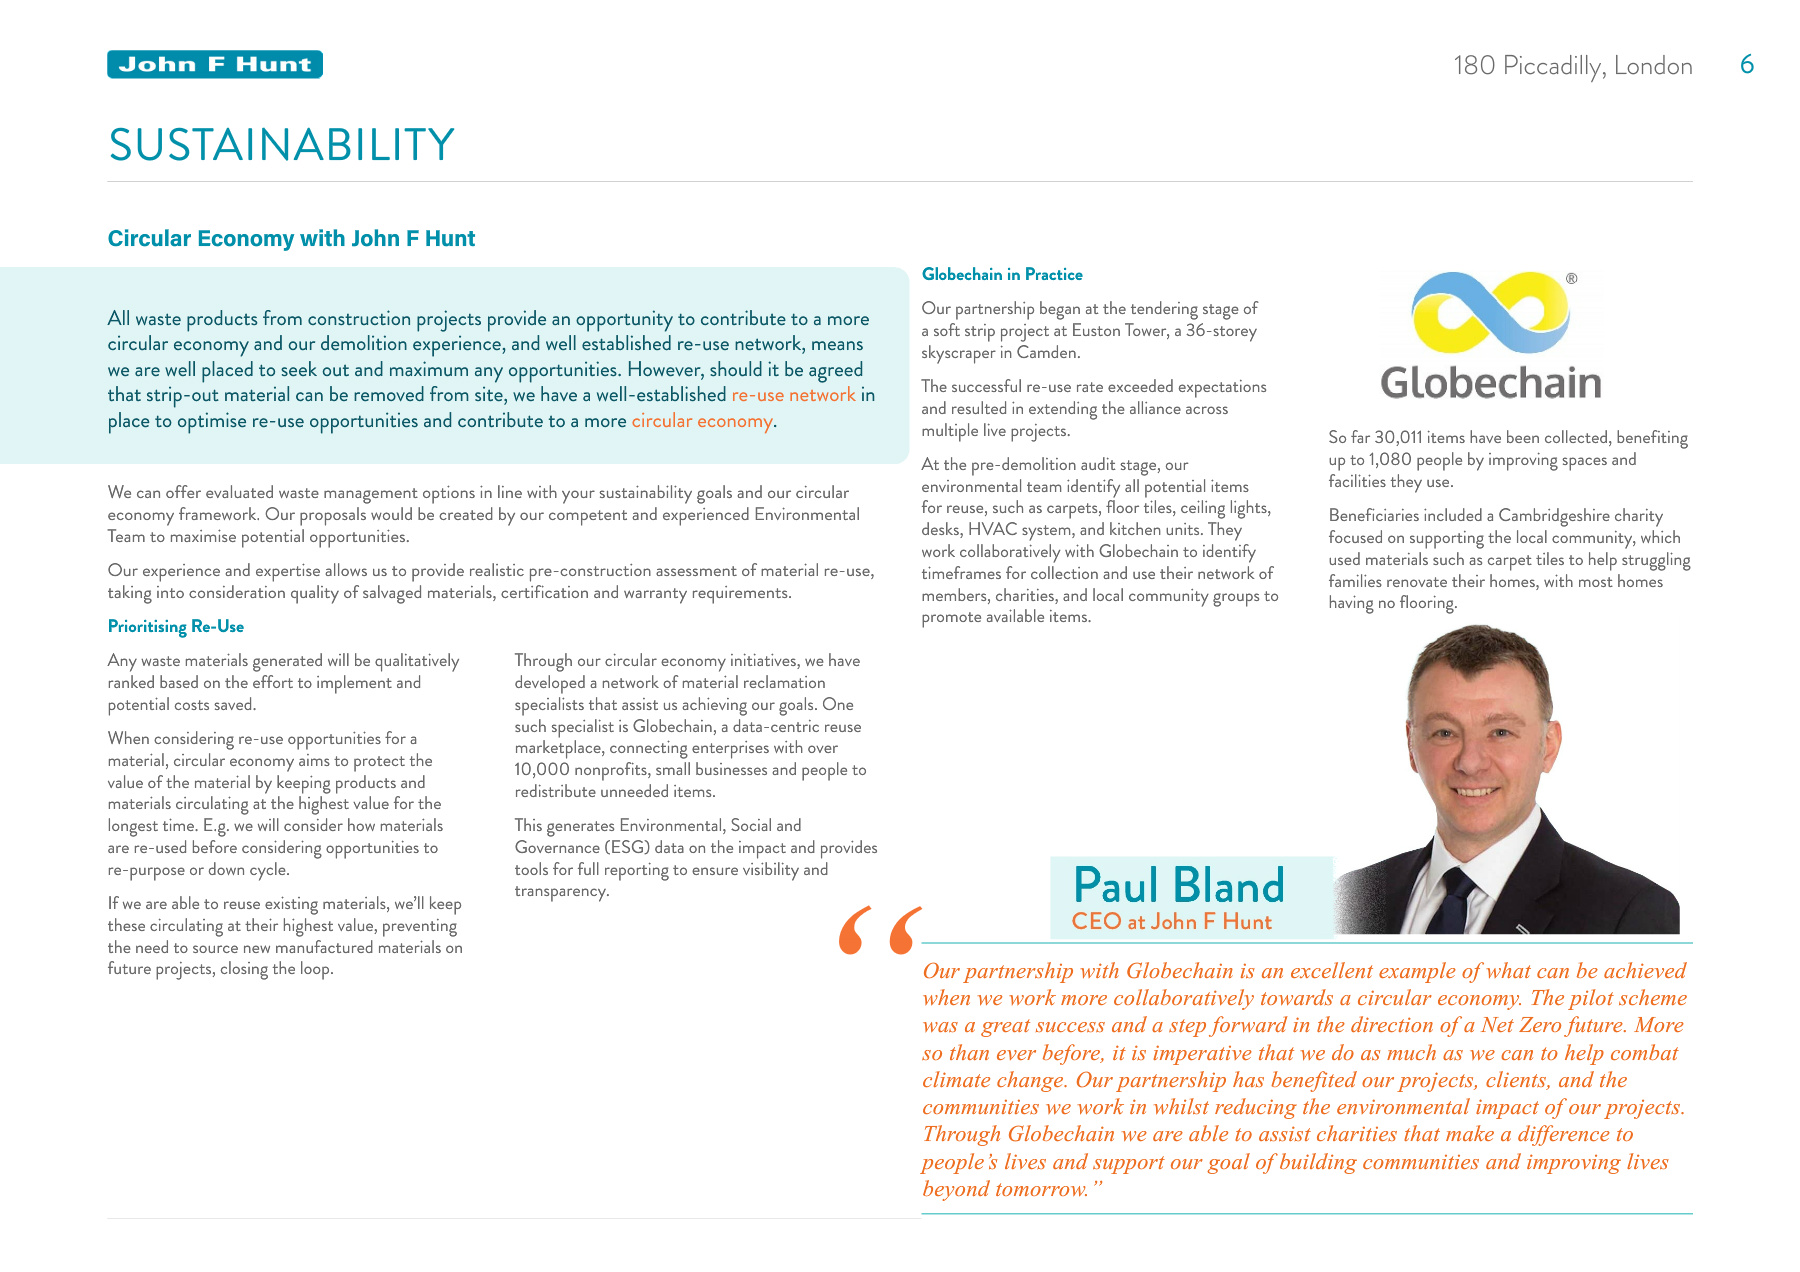 John F Hunt
180 Piccadilly, London
6
SUSTAINABILITY
Circular Economy with John F Hunt
All waste products from construction projects provide an opportunity to contribute to a more
circular economy and our demolition experience, and well established re-use network, means
we are well placed to seek out and maximum any opportunities. However, should it be agreed
that strip-out material can be removed from site, we have a well-established re-use network in
place to optimise re-use opportunities and contribute to a more circular economy.
We can offer evaluated waste management options in line with your sustainability goals and our circular
economy framework. Our proposals would be created by our competent and experienced Environmental
Team to maximise potential opportunities.
Our experience and expertise allows us to provide realistic pre-construction assessment of material re-use,
taking into consideration quality of salvaged materials, certification and warranty requirements.
Prioritising Re-Use
Any waste materials generated will be qualitatively
ranked based on the effort to implement and
potential costs saved.
When considering re-use opportunities for a
material, circular economy aims to protect the
value of the material by keeping products and
materials circulating at the highest value for the
longest time. E.g. we will consider how materials
are re-used before considering opportunities to
re-purpose or down cycle.
If we are able to reuse existing materials, we'll keep
these circulating at their highest value, preventing
the need to source new manufactured materials on
future projects, closing the loop.
Through our circular economy initiatives, we have
developed a network of material reclamation
specialists that assist us achieving our goals. One
such specialist is Globechain, a data-centric reuse
marketplace, connecting enterprises with over
10,000 nonprofits, small businesses and people to
redistribute unneeded items.
This generates Environmental, Social and
Governance (ESG) data on the impact and provides
tools for full reporting to ensure visibility and
transparency.
Globechain in Practice
Our partnership began at the tendering stage of
a soft strip project at Euston Tower, a 36-storey
skyscraper in Camden.
The successful re-use rate exceeded expectations
and resulted in extending the alliance across
multiple live projects.
At the pre-demolition audit stage, our
environmental team identify all potential items
for reuse, such as carpets, floor tiles, ceiling lights,
desks, HVAC system, and kitchen units. They
work collaboratively with Globechain to identify
timeframes for collection and use their network of
members, charities, and local community groups to
promote available items.
®
Globechain
So far 30,011 items have been collected, benefiting
up to 1,080 people by improving spaces and
facilities they use.
Beneficiaries included a Cambridgeshire charity
focused on supporting the local community, which
used materials such as carpet tiles to help struggling
families renovate their homes, with most homes
having no flooring.
Paul Bland
CEO at John F Hunt
“
Our partnership with Globechain is an excellent example of what can be achieved
when we work more collaboratively towards a circular economy. The pilot scheme
was a great success and a step forward in the direction of a Net Zero future. More
so than ever before, it is imperative that we do as much as we can to help combat
climate change. Our partnership has benefited our projects, clients, and the
communities we work in whilst reducing the environmental impact of our projects.
Through Globechain we are able to assist charities that make a difference to
people's lives and support our goal of building communities and improving lives
beyond tomorrow.”